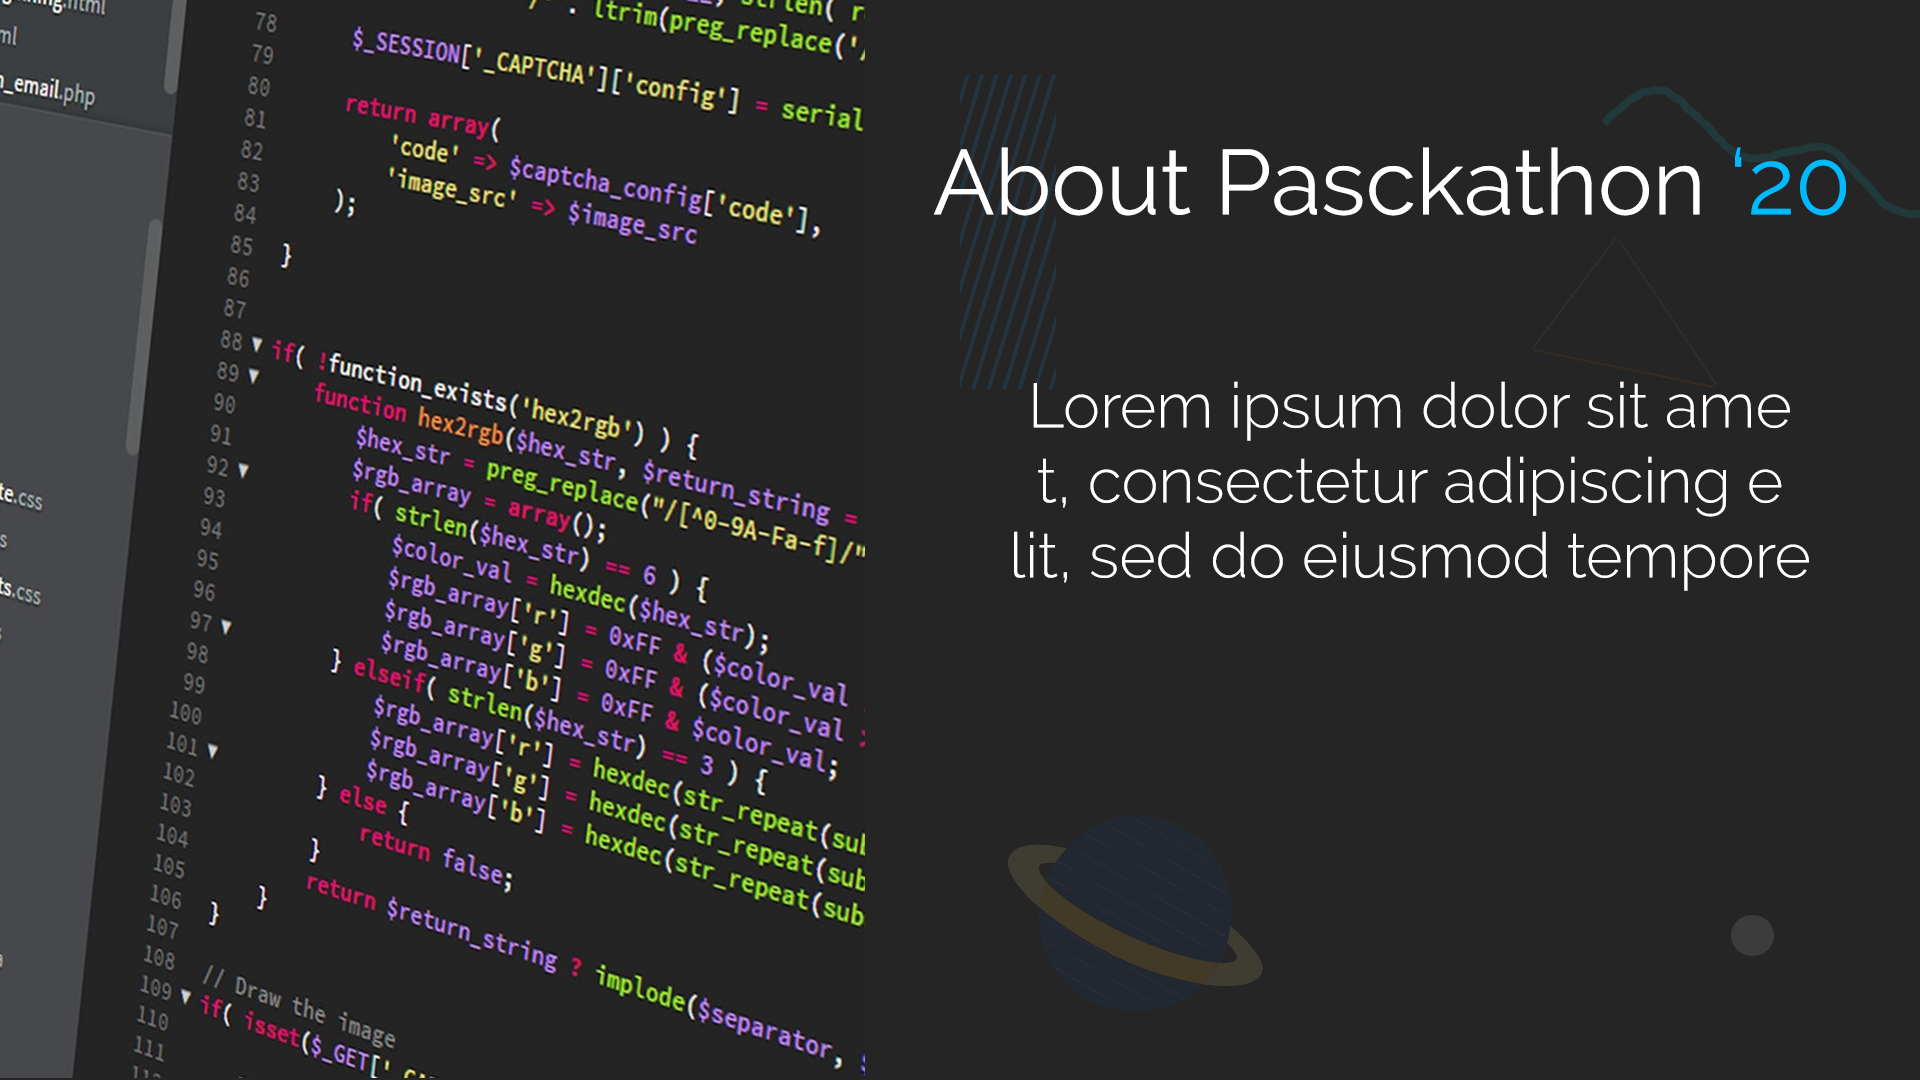 .html
ml
_email.php
te.css
s
ts.css
78 ltrim(preg_replace('
79 $_SESSION['_CAPTCHA']['config'] = serial
80
81 return array(
82 'code' => $captcha_config['code'],
83 'image_src' => $image_src
84 );
85 }
86
87
88 if( !function_exists('hex2rgb') ) {
89 function hex2rgb($hex_str, $return_string =
90 $hex_str = preg_replace("/[^0-9A-Fa-f]/"
91 $rgb_array = array();
92 if( strlen($hex_str) == 6 ) {
93 $color_val = hexdec($hex_str);
94 $rgb_array['r'] = 0xFF & ($color_val
95 $rgb_array['g'] = 0xFF & ($color_val >
96 $rgb_array['b'] = 0xFF & $color_val;
97 } elseif( strlen($hex_str) == 3 ) {
98 $rgb_array['r'] = hexdec(str_repeat(sub
99 $rgb_array['g'] = hexdec(str_repeat(sub
100 $rgb_array['b'] = hexdec(str_repeat(sub
101 } else {
102 return false;
103 }
104 return $return_string ? implode($separator, $
105 }
106 }
107
108 // Draw the image
109 if( isset($_GET['
110
111
About Pasckathon ‘20
Lorem ipsum dolor sit ame
t, consectetur adipiscing e
lit, sed do eiusmod tempore